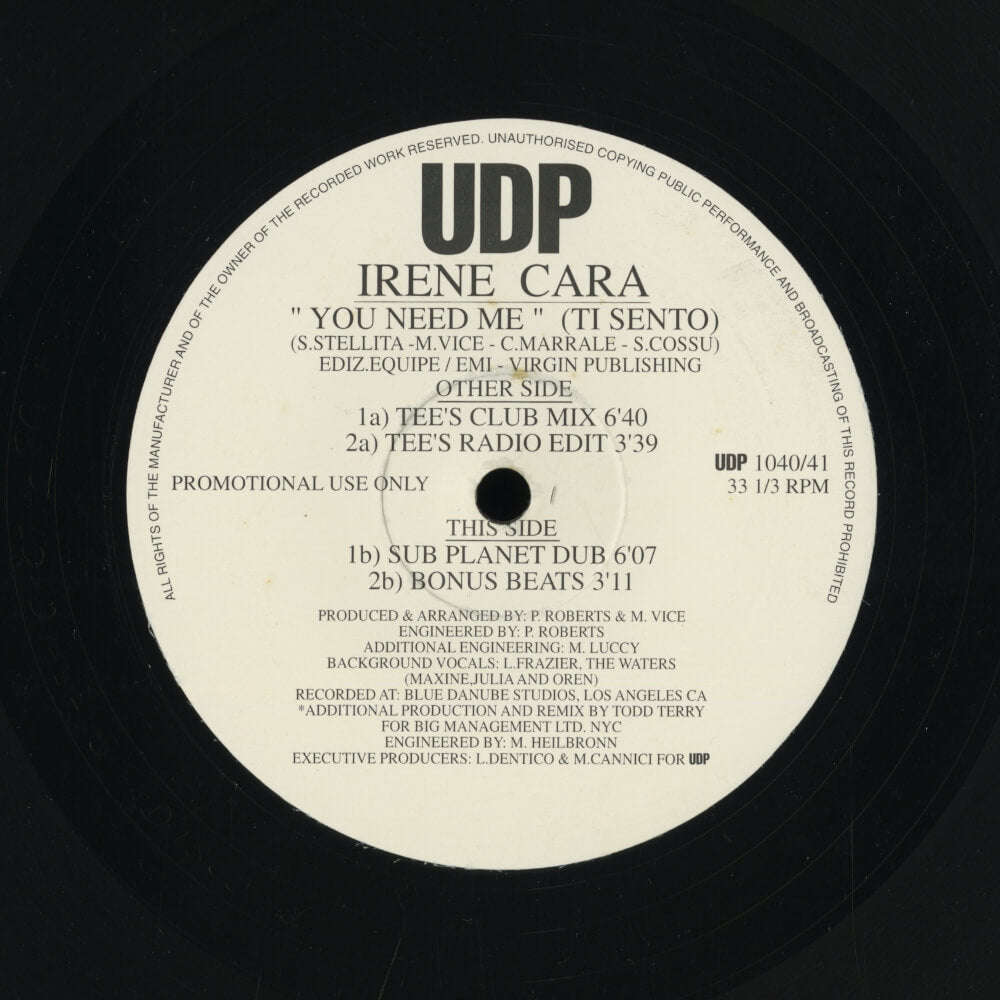 ALL RIGHTS OF THE MANUFACTURER AND OF THE OWNER OF THE RECORDED WORK RESERVED. UNAUTHORISED COPYING PUBLIC PERFORMANCE AND BROADCASTING OF THIS RECORD PROHIBITED
UDP
IRENE CARA
" YOU NEED ME " (TI SENTO)
(S.STELLITA -M.VICE - C.MARRALE - S.COSSU)
EDIZ.EQUIPE / EMI - VIRGIN PUBLISHING
OTHER SIDE
1a) TEE'S CLUB MIX 6'40
2a) TEE'S RADIO EDIT 3'39
UDP 1040/41
PROMOTIONAL USE ONLY
33 1/3 RPM
THIS SIDE
1b) SUB PLANET DUB 6'07
2b) BONUS BEATS 3'11
PRODUCED & ARRANGED BY: P. ROBERTS & M. VICE
ENGINEERED BY: P. ROBERTS
ADDITIONAL ENGINEERING: M. LUCCY
BACKGROUND VOCALS: L.FRAZIER, THE WATERS
(MAXINE,JULIA AND OREN)
RECORDED AT: BLUE DANUBE STUDIOS, LOS ANGELES CA
*ADDITIONAL PRODUCTION AND REMIX BY TODD TERRY
FOR BIG MANAGEMENT LTD. NYC
ENGINEERED BY: M. HEILBRONN
EXECUTIVE PRODUCERS: L.DENTICO & M.CANNICI FOR UDP